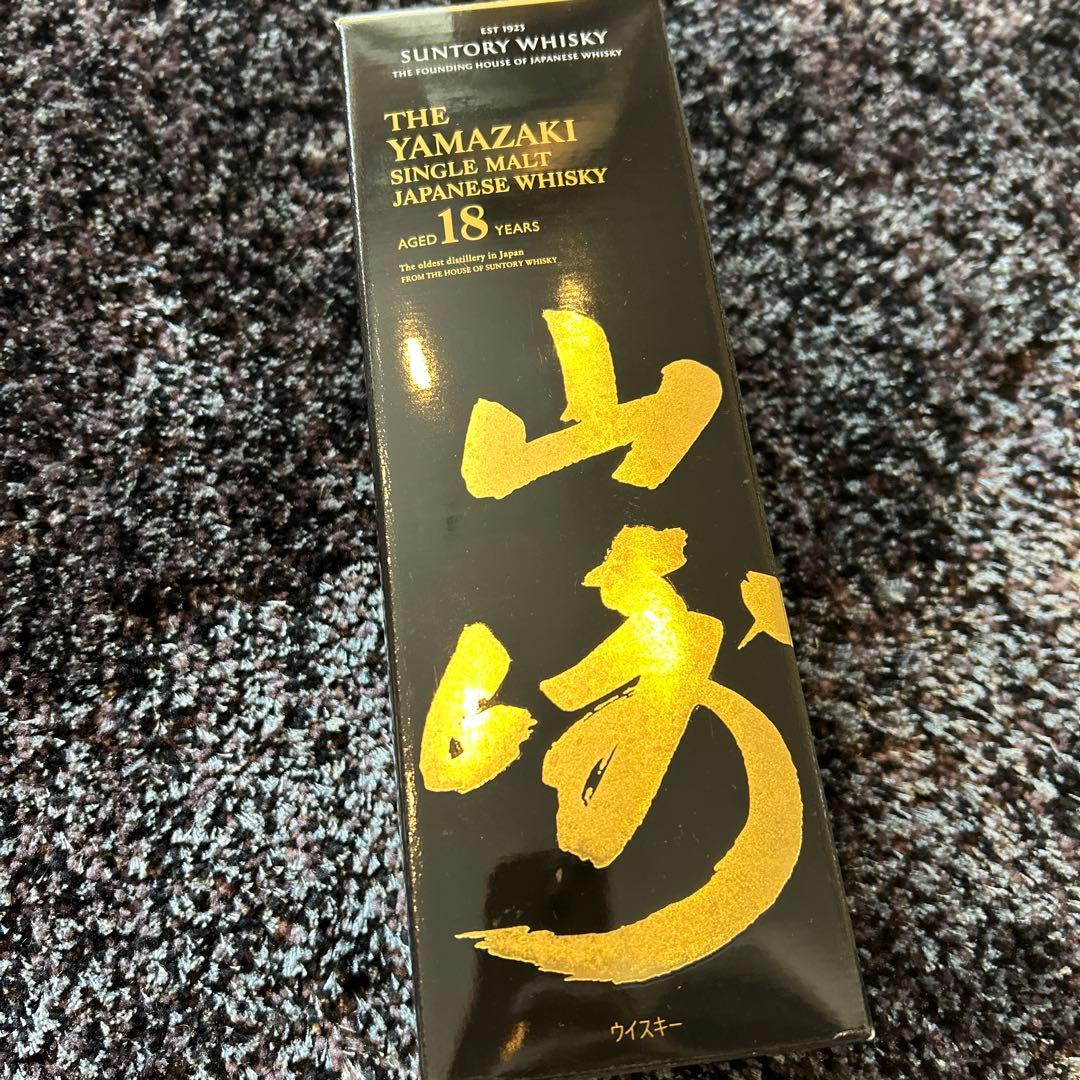 EST 1923
SUNTORY WHISKY
THE FOUNDING HOUSE OF JAPANESE WHISKY
THE
YAMAZAKI
SINGLE MALT
JAPANESE WHISKY
AGED 18 YEARS
The oldest distillery in Japan
FROM THE HOUSE OF SUNTORY WHISKY
山崎
ウイスキー